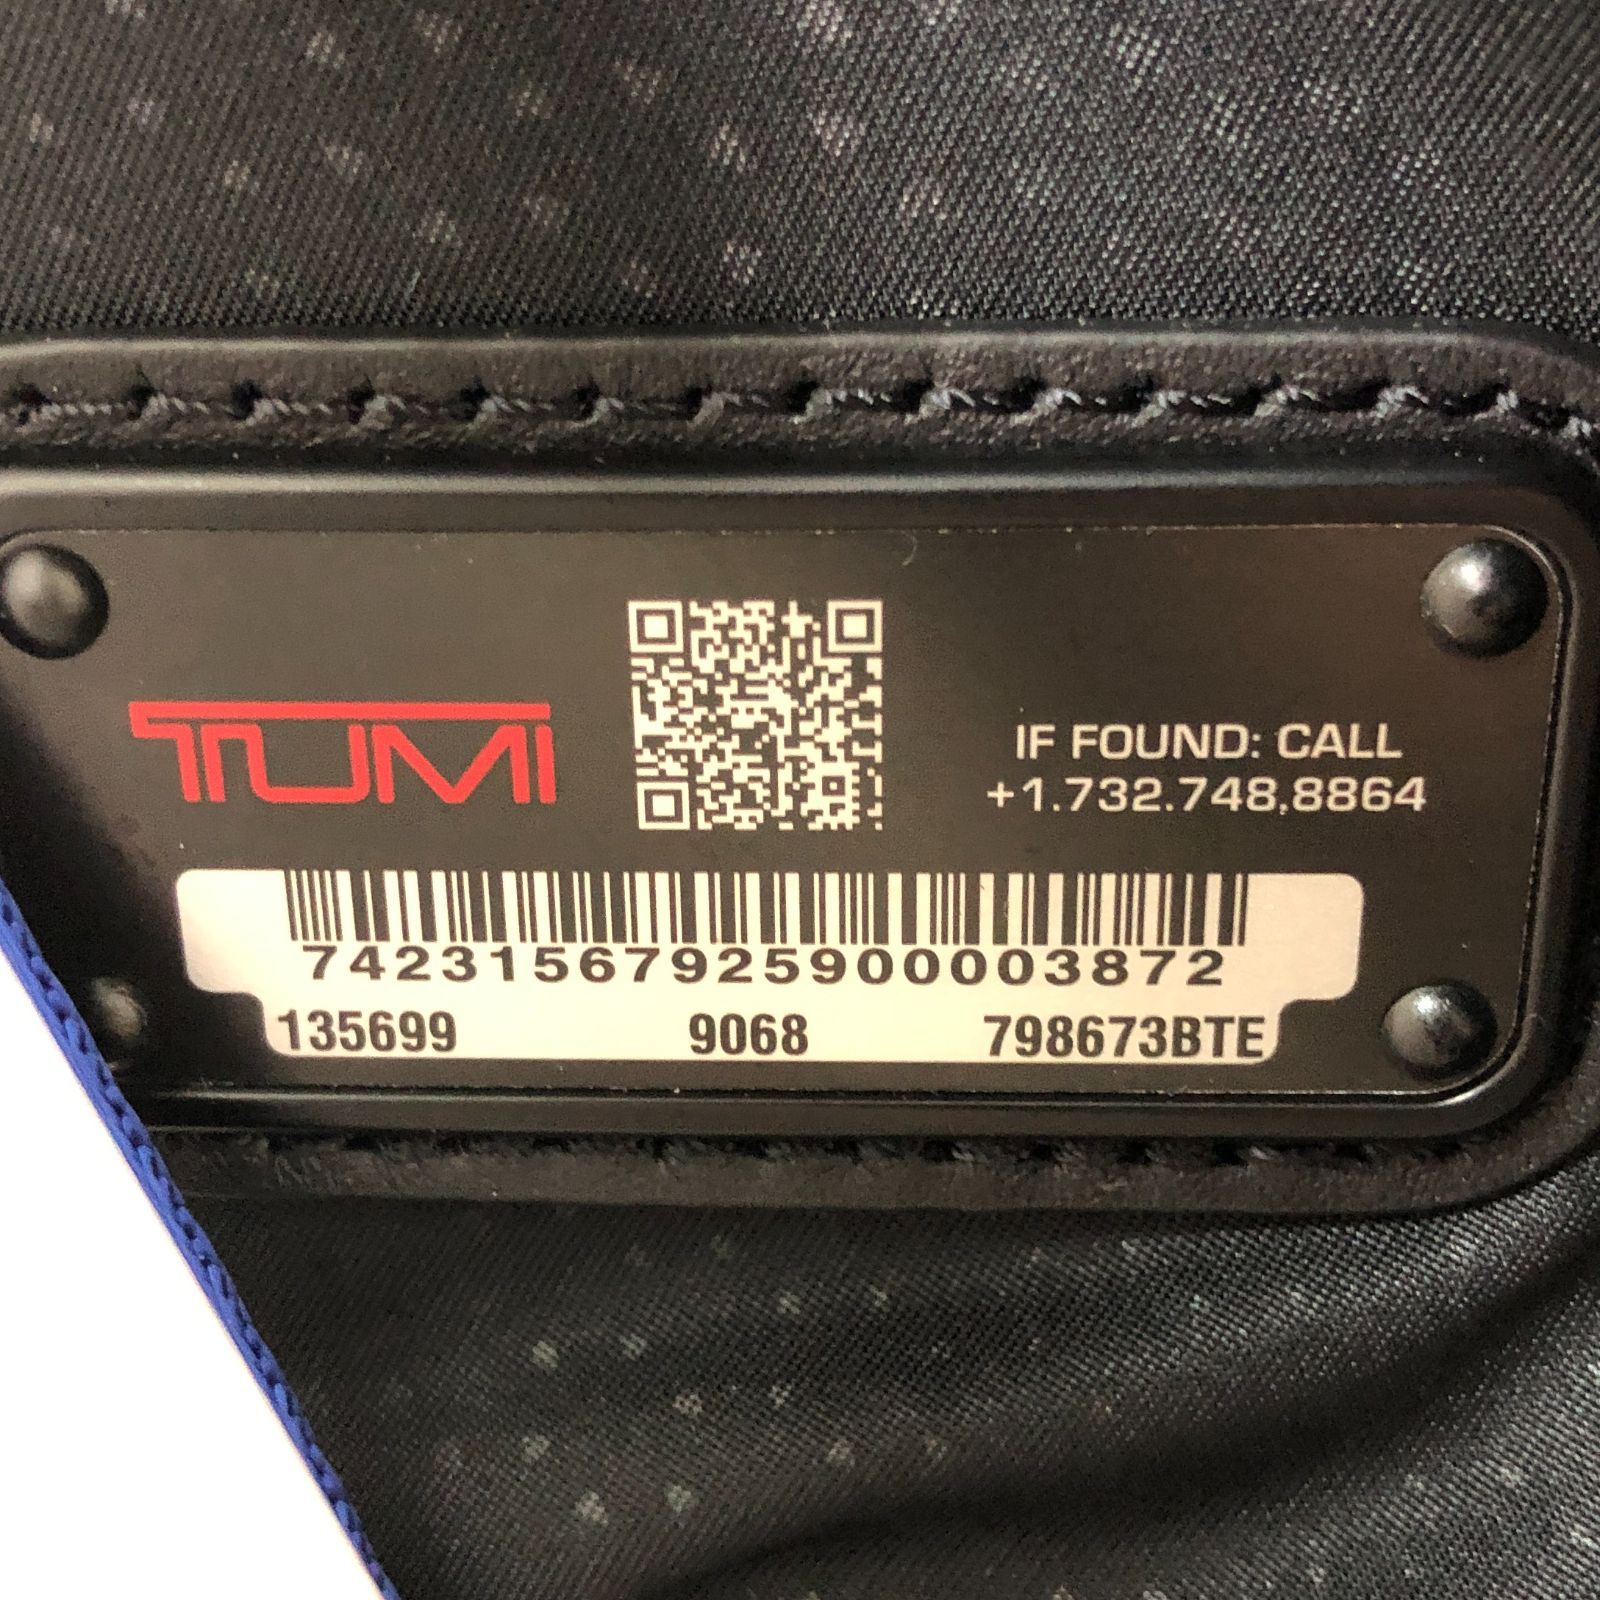 TUMI
IF FOUND: CALL
+1.732.748.8864
74231567925900003872
135699 9068 798673BTE